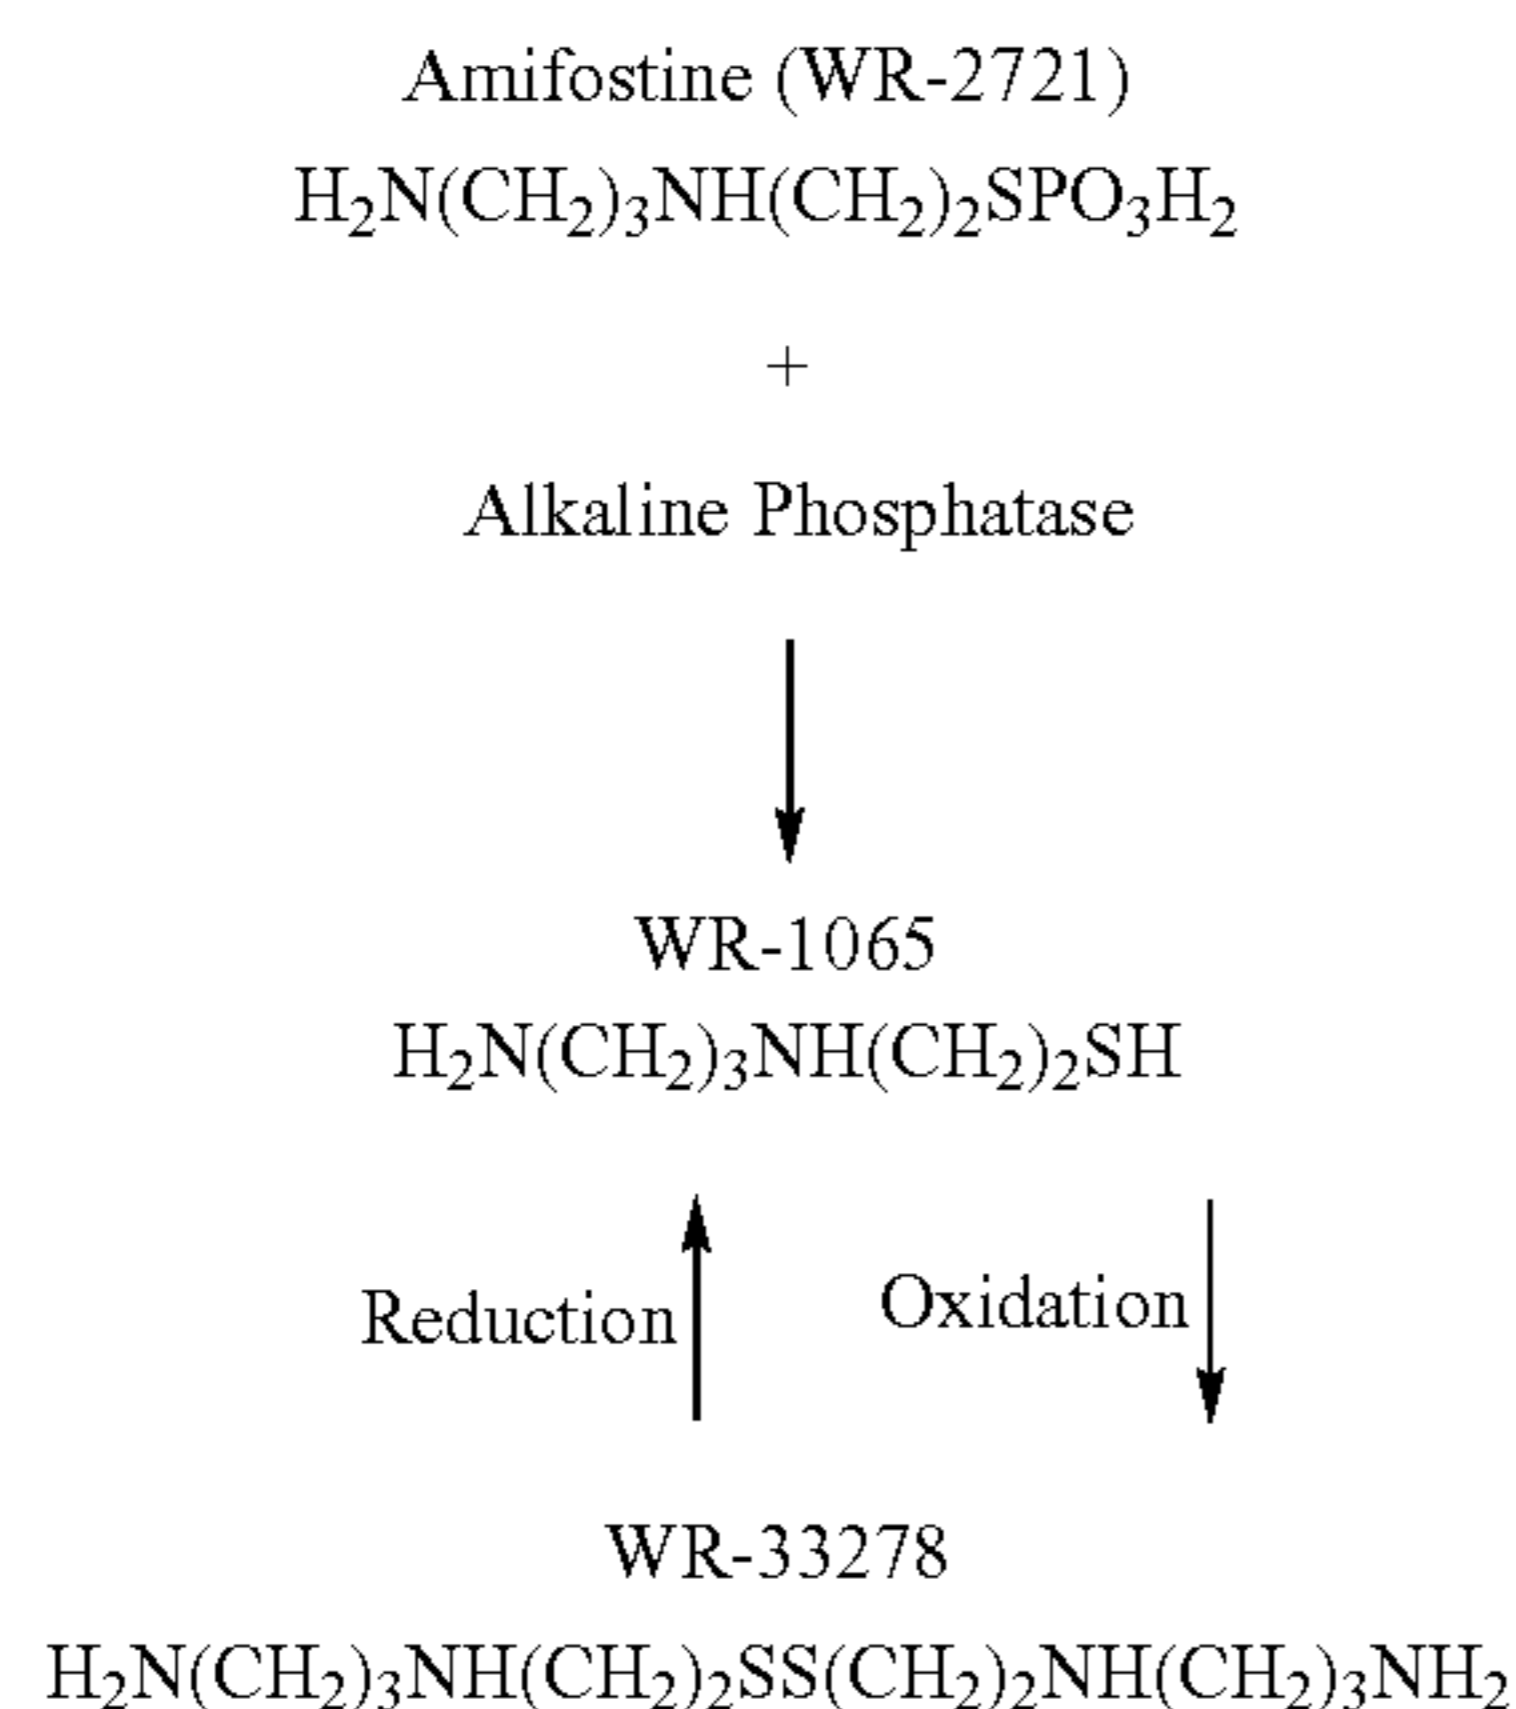 Amifostine (WR-2721)
H₂N(CH₂)₃NH(CH₂)₂SPO₃H₂
+
Alkaline Phosphatase
WR-1065
H₂N(CH₂)₃NH(CH₂)₂SH
Reduction
Oxidation
WR-33278
H₂N(CH₂)₃NH(CH₂)₂SS(CH₂)₂NH(CH₂)₃NH₂